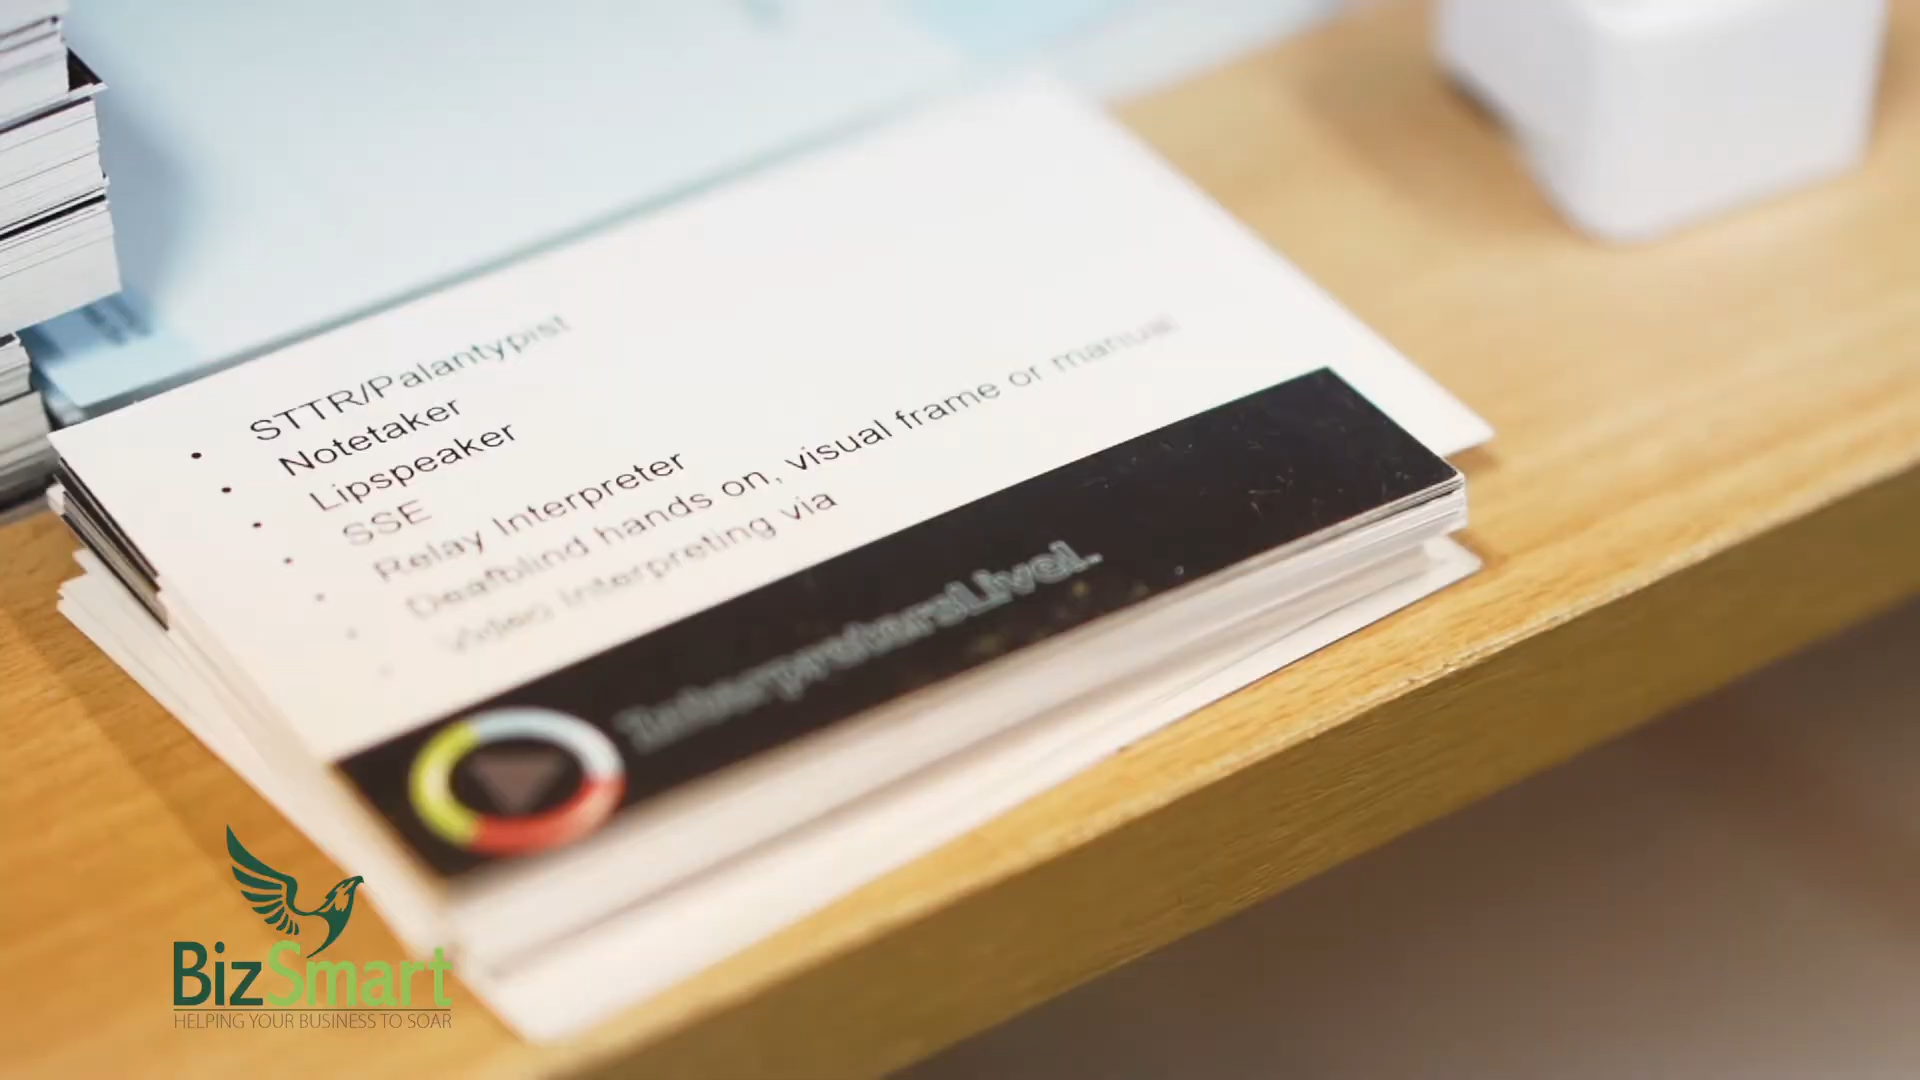 • STTR/Palantypist
• Notetaker
• Lipspeaker
• SSE
• Relay Interpreter
• Deafblind hands on, visual frame or manual
• Video Interpreting via
InterpretersLive!
BizSmart
HELPING YOUR BUSINESS TO SOAR